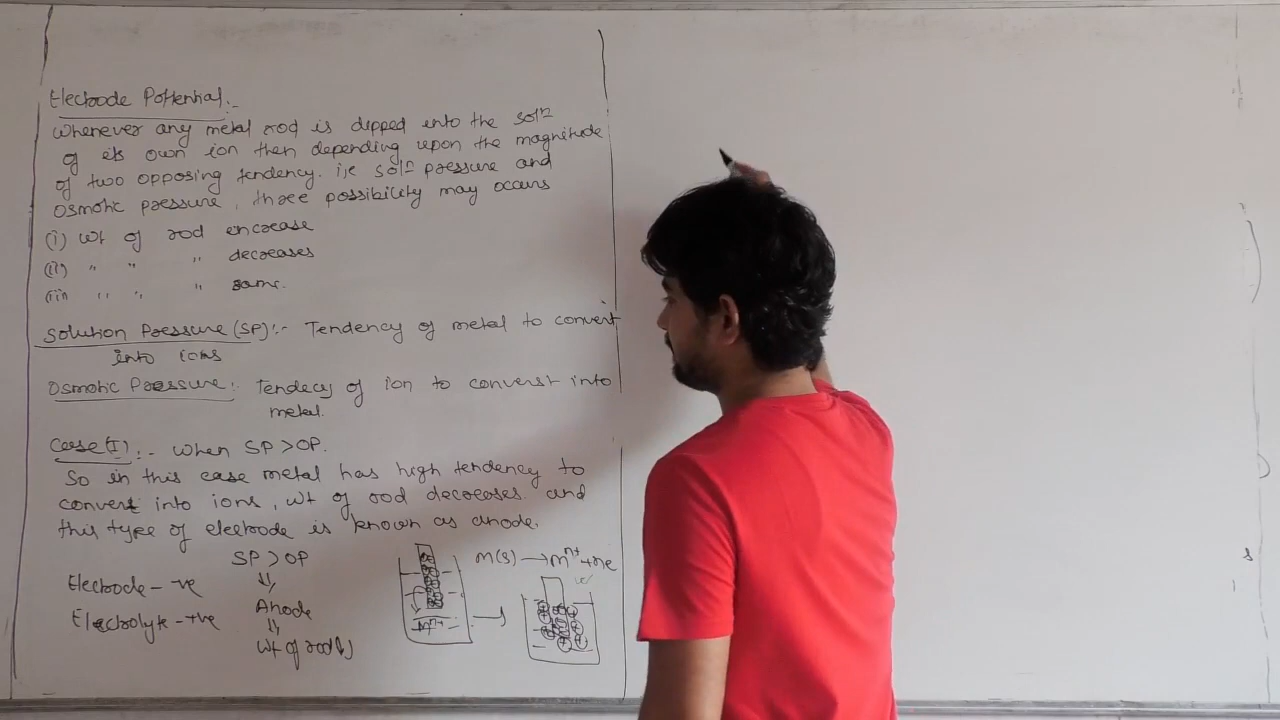 Electrode Potential:-
Whenever any metal rod is dipped into the solⁿ
of its own ion then depending upon the magnitude
of two opposing tendency. i,e solⁿ pressure and
Osmotic pressure, three possibility may occurs
(i) Wt of rod increase
(ii) " " " decreases
(iii) " " " same.
Solution Pressure (SP):- Tendency of metal to convert
into ions
Osmotic Pressure:- Tendecy of ion to convert into
metal.
Case(I):- When SP > OP.
So in this case metal has high tendency to
convert into ions, wt of rod decreases. and
this type of electrode is known as anode.
SP > OP
Electrode - -ve
⇓
Electrolyte - +ve
Anode
⇓
Wt of rod(↓)
M(s) → Mⁿ⁺ + ne
Mⁿ⁺